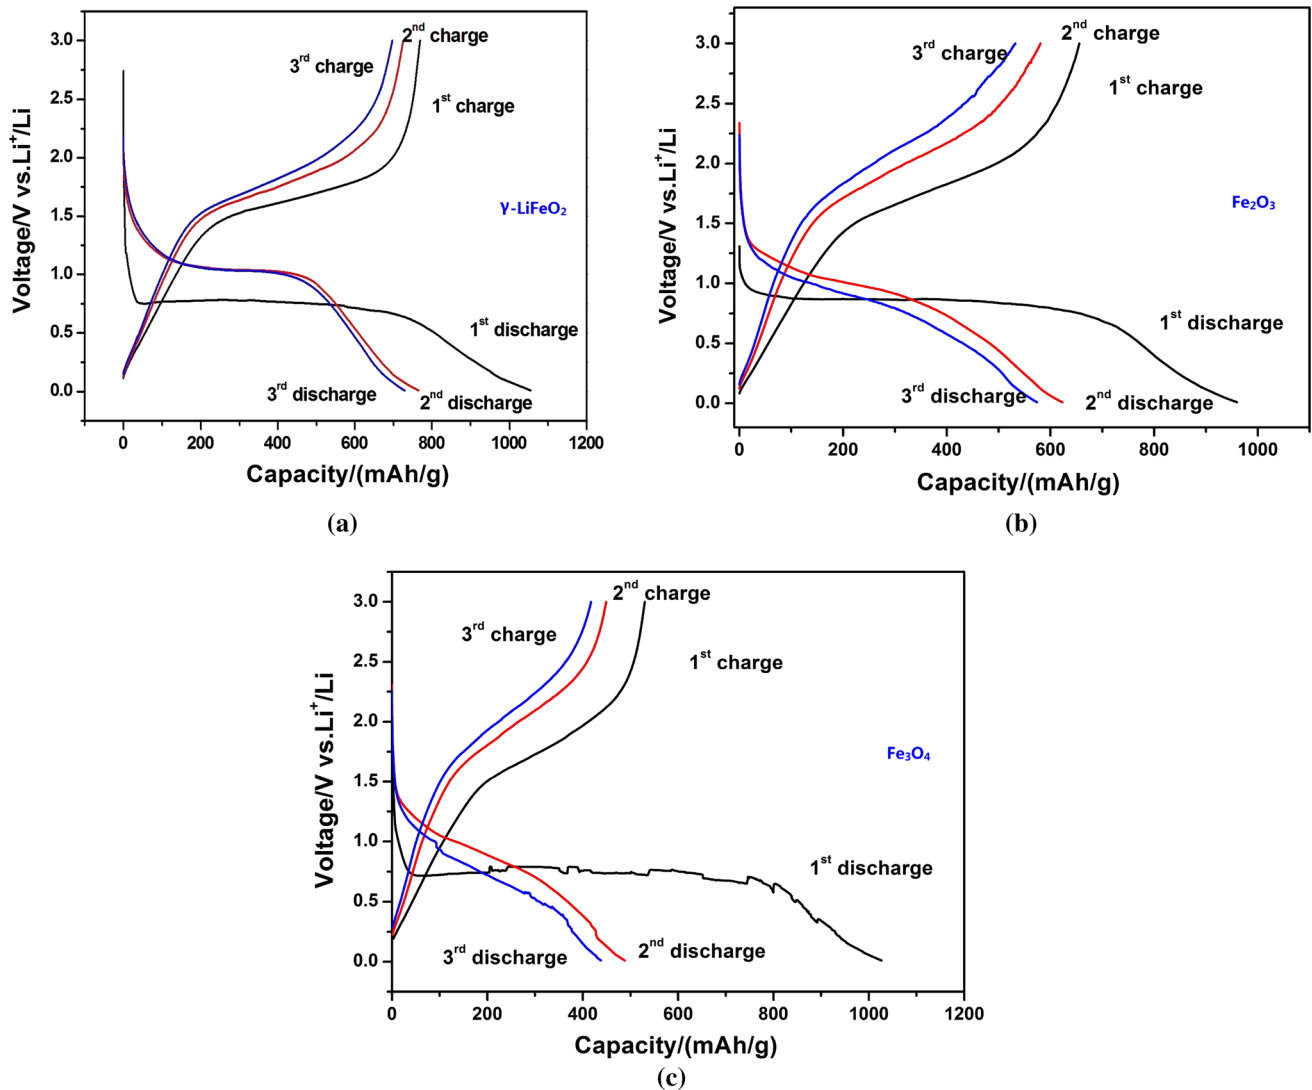 3.0
2.5
2.0
1.5
1.0
0.5
0.0
Voltage/V vs.Li⁺/Li
2ⁿᵈ charge
3ʳᵈ charge
1ˢᵗ charge
γ-LiFeO₂
1ˢᵗ discharge
3ʳᵈ discharge
2ⁿᵈ discharge
0 200 400 600 800 1000 1200
Capacity/(mAh/g)
(a)
3.0
2.5
2.0
1.5
1.0
0.5
0.0
Voltage/V vs.Li⁺/Li
2ⁿᵈ charge
3ʳᵈ charge
1ˢᵗ charge
Fe₂O₃
1ˢᵗ discharge
3ʳᵈ discharge
2ⁿᵈ discharge
0 200 400 600 800 1000
Capacity/(mAh/g)
(b)
3.0
2.5
2.0
1.5
1.0
0.5
0.0
Voltage/V vs.Li⁺/Li
2ⁿᵈ charge
3ʳᵈ charge
1ˢᵗ charge
Fe₃O₄
1ˢᵗ discharge
3ʳᵈ discharge
2ⁿᵈ discharge
0 200 400 600 800 1000 1200
Capacity/(mAh/g)
(c)